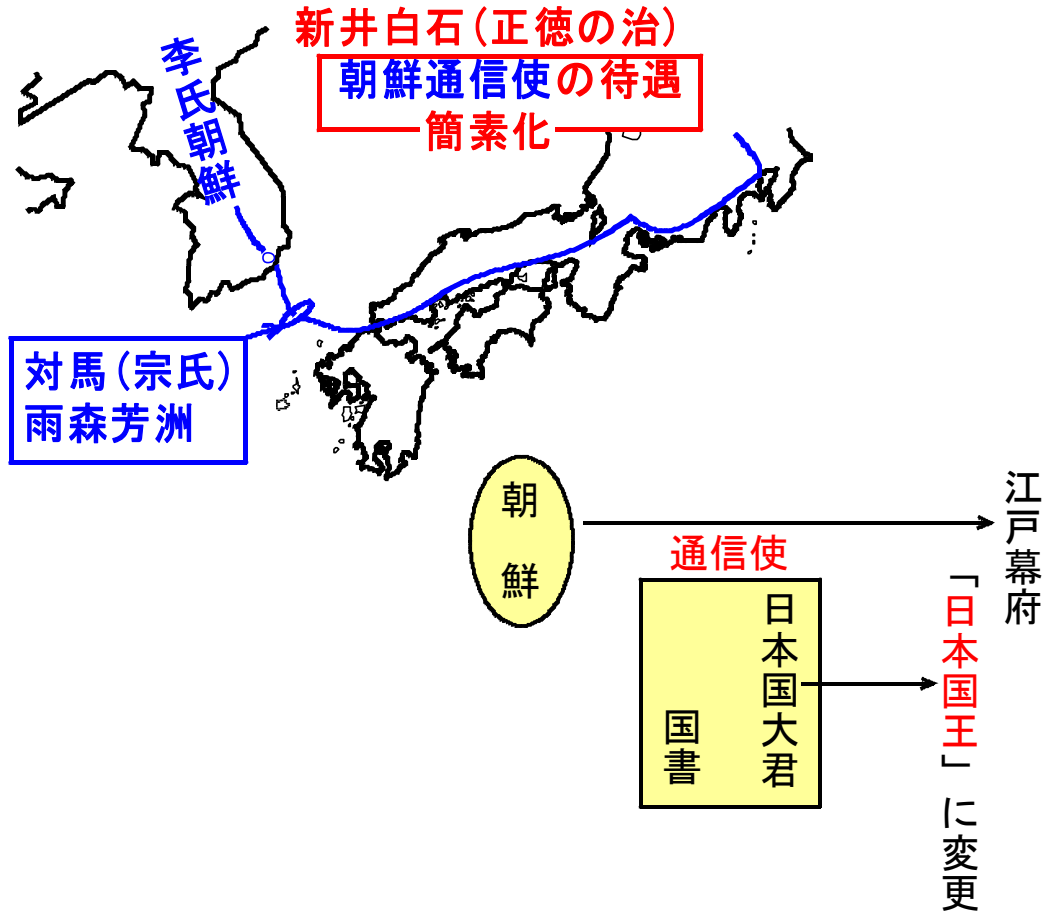 新井白石(正徳の治)
朝鮮通信使の待遇
簡素化
李氏朝鮮
対馬(宗氏)
雨森芳洲
朝鮮
通信使
江戸幕府
日本国大君
国書
「日本国王」に変更